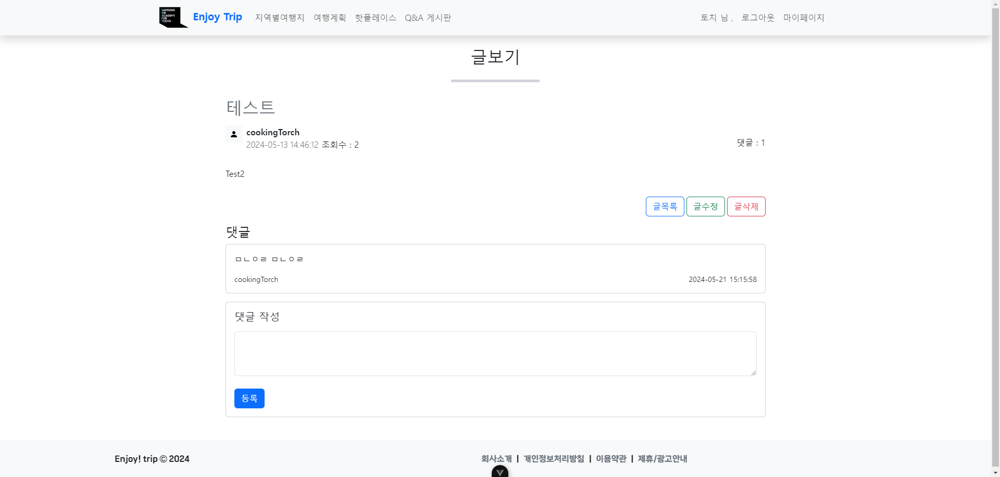 SAMSUNG
SW
ACADEMY
FOR
YOUTH
Enjoy Trip 지역별여행지 여행계획 핫플레이스 Q&A 게시판 토치 님 , 로그아웃 마이페이지
글보기
테스트
cookingTorch
2024-05-13 14:46:12 조회수 : 2 댓글 : 1
Test2
글목록 글수정 글삭제
댓글
ㅁㄴㅇㄹ ㅁㄴㅇㄹ
cookingTorch 2024-05-21 15:15:58
댓글 작성
등록
Enjoy! trip © 2024 회사소개 | 개인정보처리방침 | 이용약관 | 제휴/광고안내